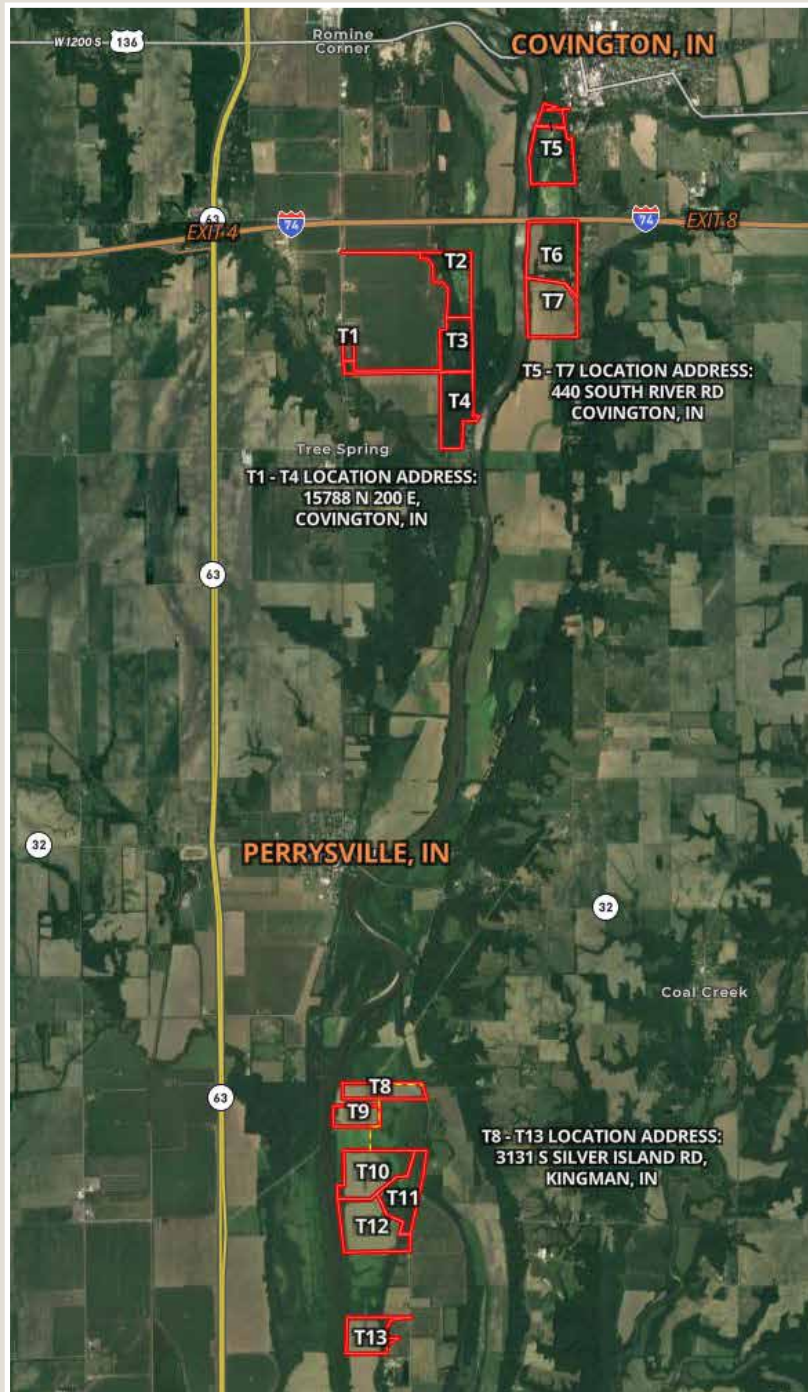 W 1200 S
136
Romine
Corner
COVINGTON, IN
T5
63
EXIT 4
74
74
EXIT 8
T2
T6
T7
T1
T3
T4
T5 - T7 LOCATION ADDRESS:
440 SOUTH RIVER RD
COVINGTON, IN
Tree Spring
T1 - T4 LOCATION ADDRESS:
15788 N 200 E,
COVINGTON, IN
63
32
PERRYSVILLE, IN
32
Coal Creek
63
T8
T9
T8 - T13 LOCATION ADDRESS:
3131 S SILVER ISLAND RD,
KINGMAN, IN
T10
T11
T12
T13